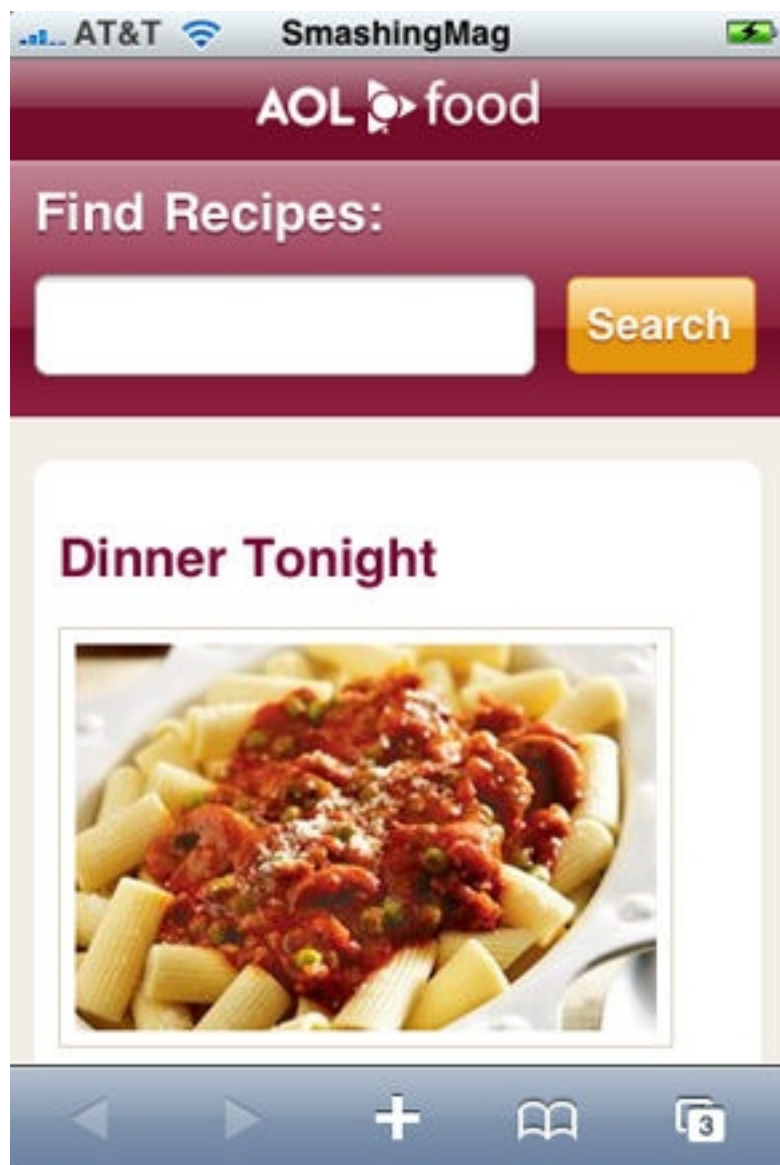 AT&T SmashingMag
AOL food
Find Recipes:
Search
Dinner Tonight
3